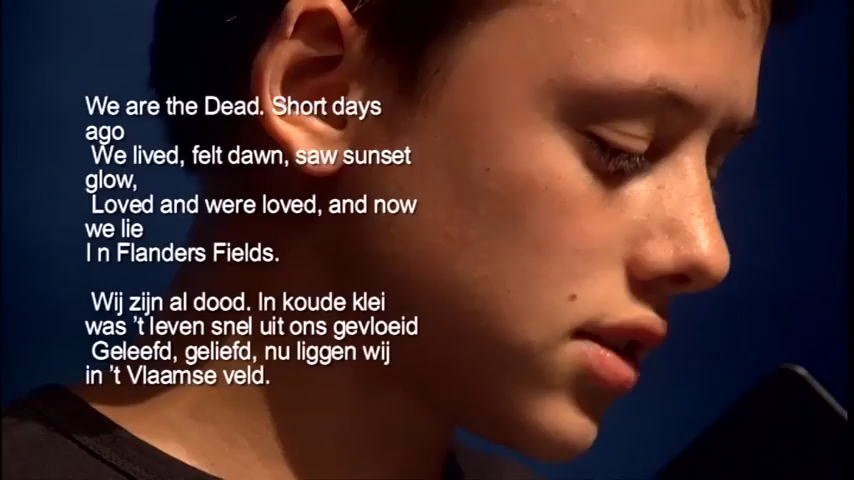 We are the Dead. Short days
ago
We lived, felt dawn, saw sunset
glow,
Loved and were loved, and now
we lie
I n Flanders Fields.
Wij zijn al dood. In koude klei
was 't leven snel uit ons gevloeid
Geleefd, geliefd, nu liggen wij
in 't Vlaamse veld.